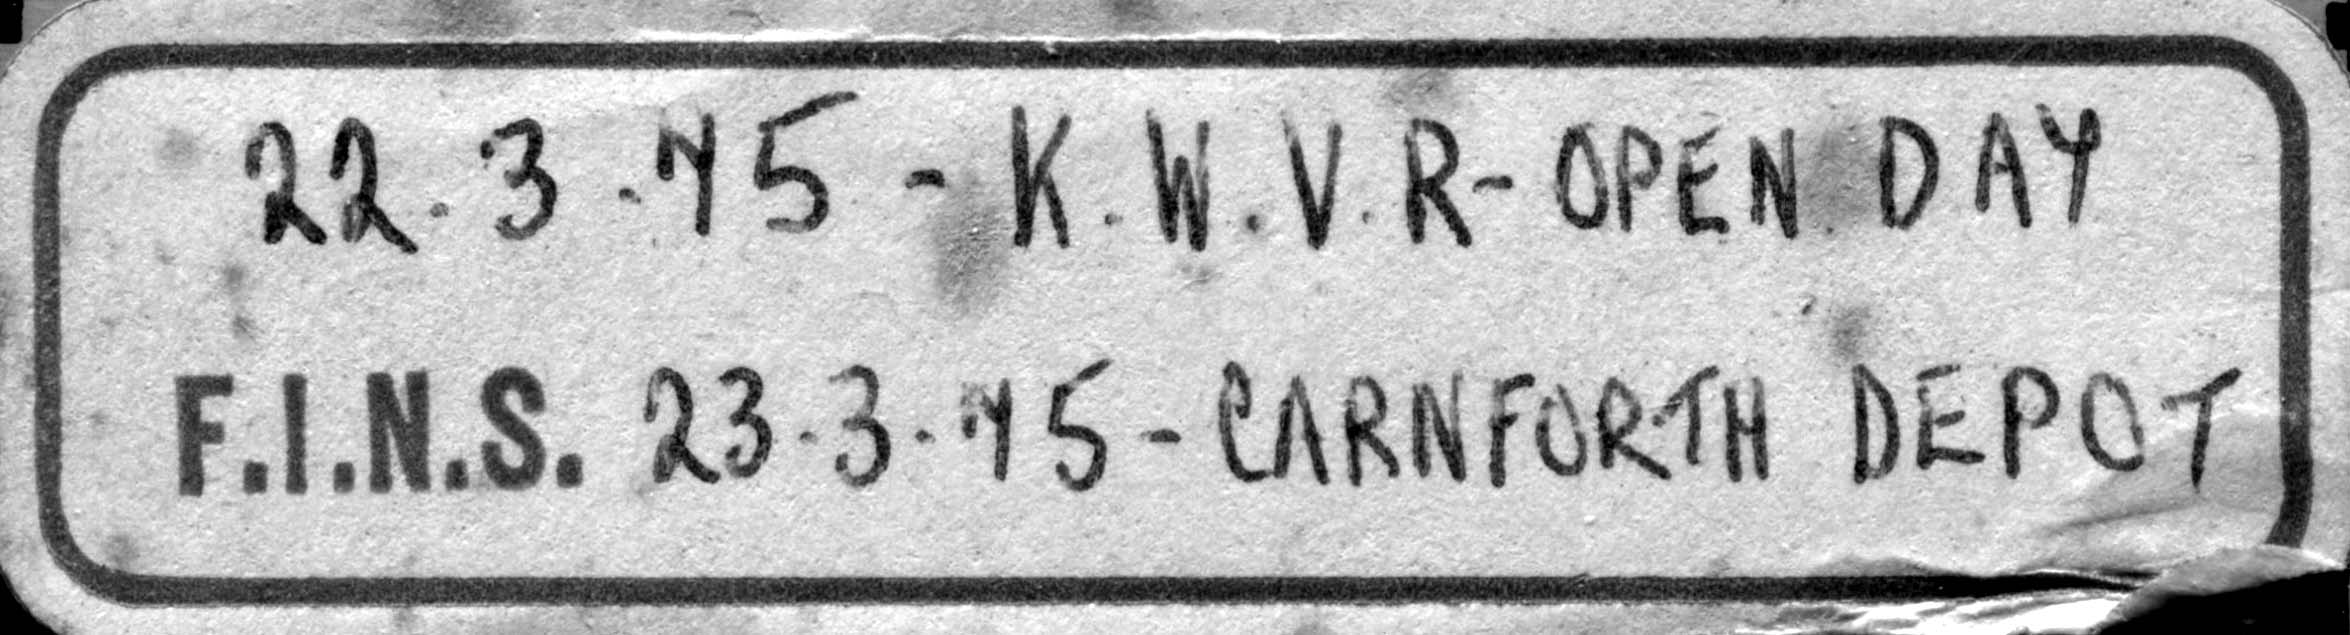 22.3.75 - K.W.V.R - OPEN DAY
F.I.N.S. 23.3.75 - CARNFORTH DEPOT